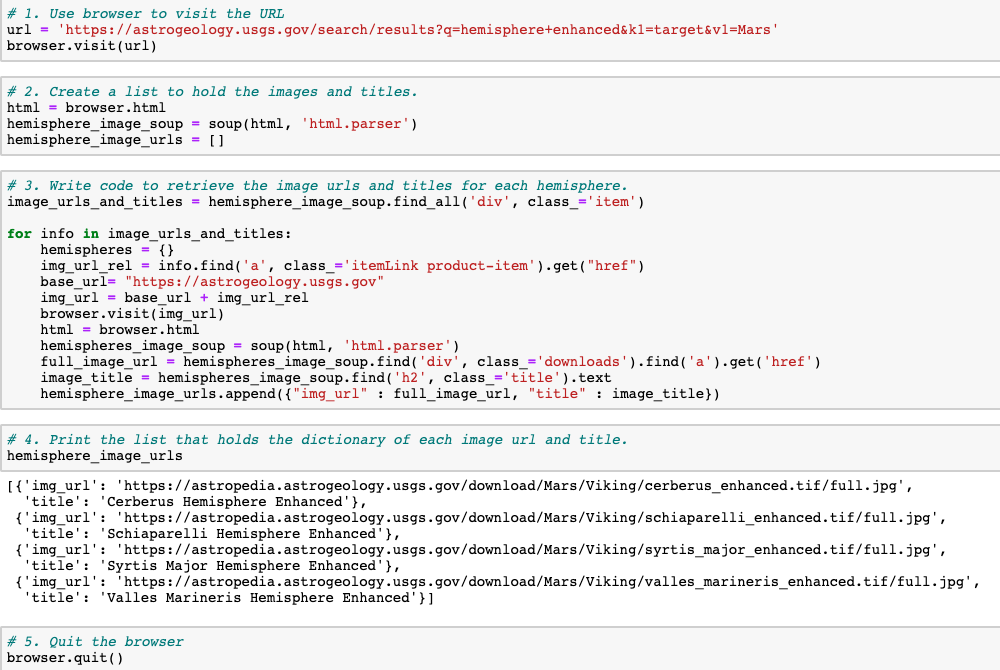 # 1. Use browser to visit the URL
url = 'https://astrogeology.usgs.gov/search/results?q=hemisphere+enhanced&k1=target&v1=Mars'
browser.visit(url)
# 2. Create a list to hold the images and titles.
html = browser.html
hemisphere_image_soup = soup(html, 'html.parser')
hemisphere_image_urls = []
# 3. Write code to retrieve the image urls and titles for each hemisphere.
image_urls_and_titles = hemisphere_image_soup.find_all('div', class_='item')
for info in image_urls_and_titles:
    hemispheres = {}
    img_url_rel = info.find('a', class_='itemLink product-item').get("href")
    base_url= "https://astrogeology.usgs.gov"
    img_url = base_url + img_url_rel
    browser.visit(img_url)
    html = browser.html
    hemispheres_image_soup = soup(html, 'html.parser')
    full_image_url = hemispheres_image_soup.find('div', class_='downloads').find('a').get('href')
    image_title = hemispheres_image_soup.find('h2', class_='title').text
    hemisphere_image_urls.append({"img_url" : full_image_url, "title" : image_title})
# 4. Print the list that holds the dictionary of each image url and title.
hemisphere_image_urls
[{'img_url': 'https://astropedia.astrogeology.usgs.gov/download/Mars/Viking/cerberus_enhanced.tif/full.jpg',
  'title': 'Cerberus Hemisphere Enhanced'},
 {'img_url': 'https://astropedia.astrogeology.usgs.gov/download/Mars/Viking/schiaparelli_enhanced.tif/full.jpg',
  'title': 'Schiaparelli Hemisphere Enhanced'},
 {'img_url': 'https://astropedia.astrogeology.usgs.gov/download/Mars/Viking/syrtis_major_enhanced.tif/full.jpg',
  'title': 'Syrtis Major Hemisphere Enhanced'},
 {'img_url': 'https://astropedia.astrogeology.usgs.gov/download/Mars/Viking/valles_marineris_enhanced.tif/full.jpg',
  'title': 'Valles Marineris Hemisphere Enhanced'}]
# 5. Quit the browser
browser.quit()